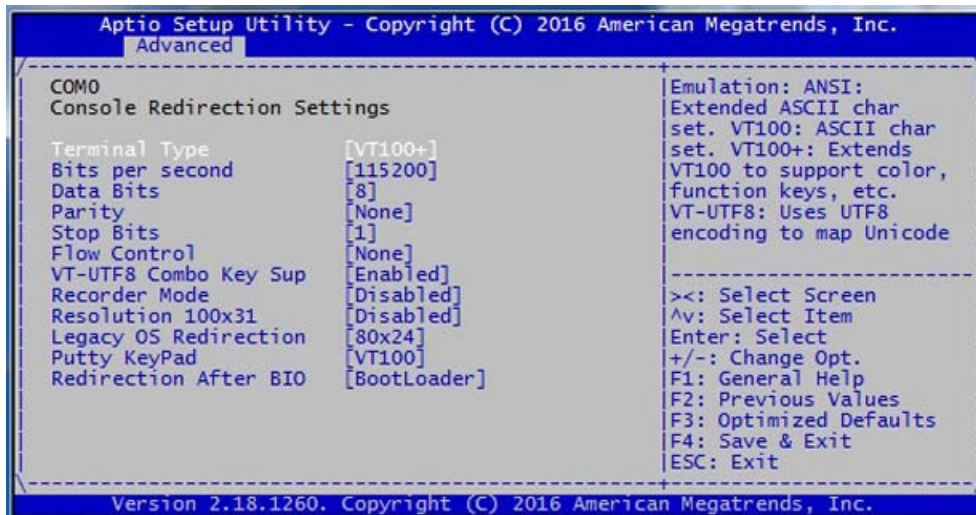 Aptio Setup Utility - Copyright (C) 2016 American Megatrends, Inc.
Advanced
COM0
Console Redirection Settings
Terminal Type [VT100+]
Bits per second [115200]
Data Bits [8]
Parity [None]
Stop Bits [1]
Flow Control [None]
VT-UTF8 Combo Key Sup [Enabled]
Recorder Mode [Disabled]
Resolution 100x31 [Disabled]
Legacy OS Redirection [80x24]
Putty KeyPad [VT100]
Redirection After BIO [BootLoader]
Emulation: ANSI:
Extended ASCII char
set. VT100: ASCII char
set. VT100+: Extends
VT100 to support color,
function keys, etc.
VT-UTF8: Uses UTF8
encoding to map Unicode
><: Select Screen
^v: Select Item
Enter: Select
+/-: Change Opt.
F1: General Help
F2: Previous Values
F3: Optimized Defaults
F4: Save & Exit
ESC: Exit
Version 2.18.1260. Copyright (C) 2016 American Megatrends, Inc.